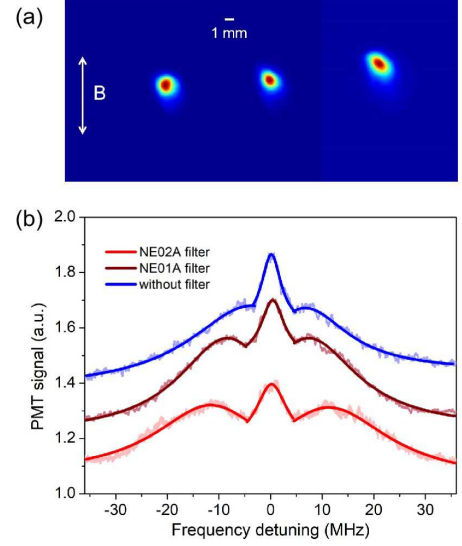 (a)
1 mm
B
(b)
2.0
NE02A filter
NE01A filter
without filter
1.8
1.6
1.4
1.2
1.0
PMT signal (a.u.)
-30 -20 -10 0 10 20 30
Frequency detuning (MHz)